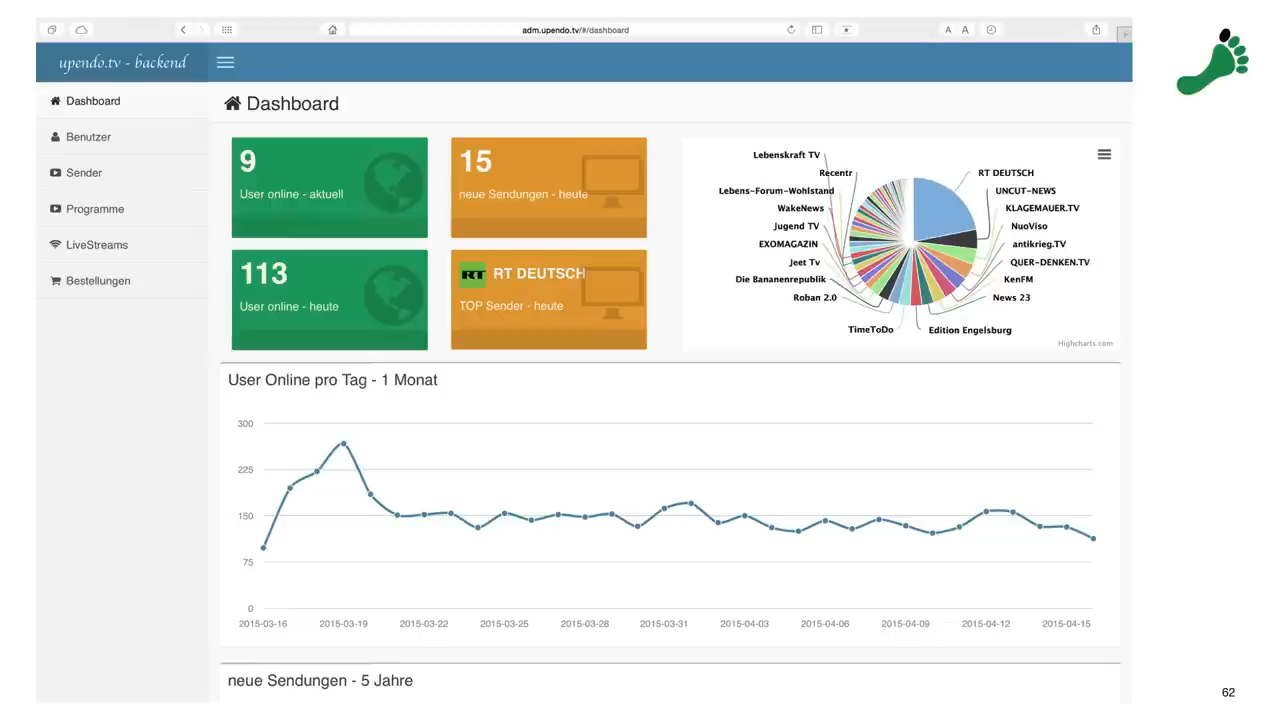 adm.upendo.tv/#/dashboard
A A
upendo.tv - backend
Dashboard
Benutzer
Sender
Programme
LiveStreams
Bestellungen
Dashboard
9
User online - aktuell
15
neue Sendungen - heute
113
User online - heute
RT RT DEUTSCH
TOP Sender - heute
Lebenskraft TV
Recentr
Lebens-Forum-Wohlstand
WakeNews
Jugend TV
EXOMAGAZIN
Jeet Tv
Die Bananenrepublik
Roban 2.0
TimeToDo
RT DEUTSCH
UNCUT-NEWS
KLAGEMAUER.TV
NuoViso
antikrieg.TV
QUER-DENKEN.TV
KenFM
News 23
Edition Engelsburg
Highcharts.com
User Online pro Tag - 1 Monat
300
225
150
75
0
2015-03-16 2015-03-19 2015-03-22 2015-03-25 2015-03-28 2015-03-31 2015-04-03 2015-04-06 2015-04-09 2015-04-12 2015-04-15
neue Sendungen - 5 Jahre
62